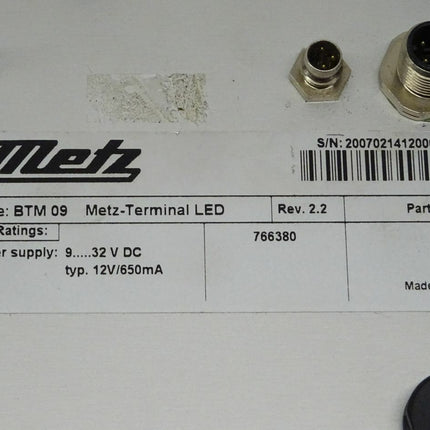 Metz
S/N: 2007021412000
e: BTM 09 Metz-Terminal LED Rev. 2.2 Part
Ratings:
er supply: 9.....32 V DC 766380
typ. 12V/650mA
Made